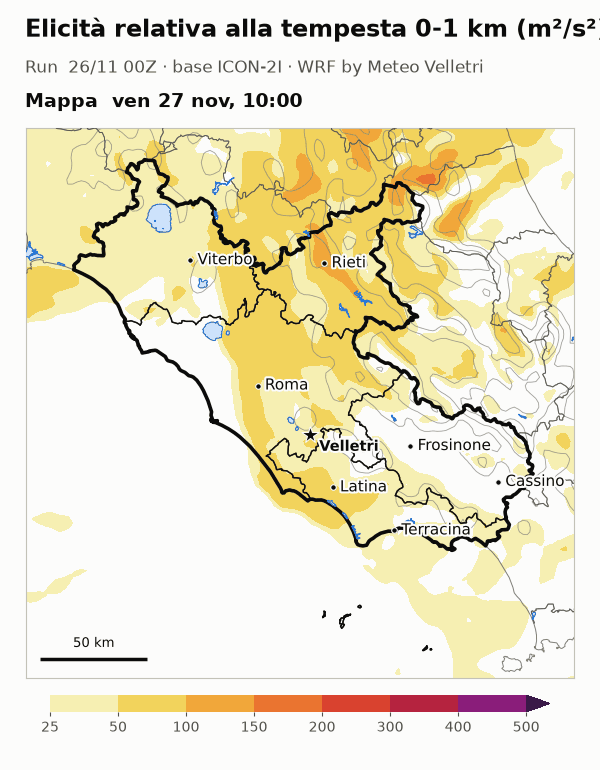 Elicità relativa alla tempesta 0-1 km (m²/s²)
Run 26/11 00Z · base ICON-2I · WRF by Meteo Velletri
Mappa ven 27 nov, 10:00
Viterbo
Rieti
Roma
Velletri
Frosinone
Latina
Cassino
Terracina
50 km
25 50 100 150 200 300 400 500